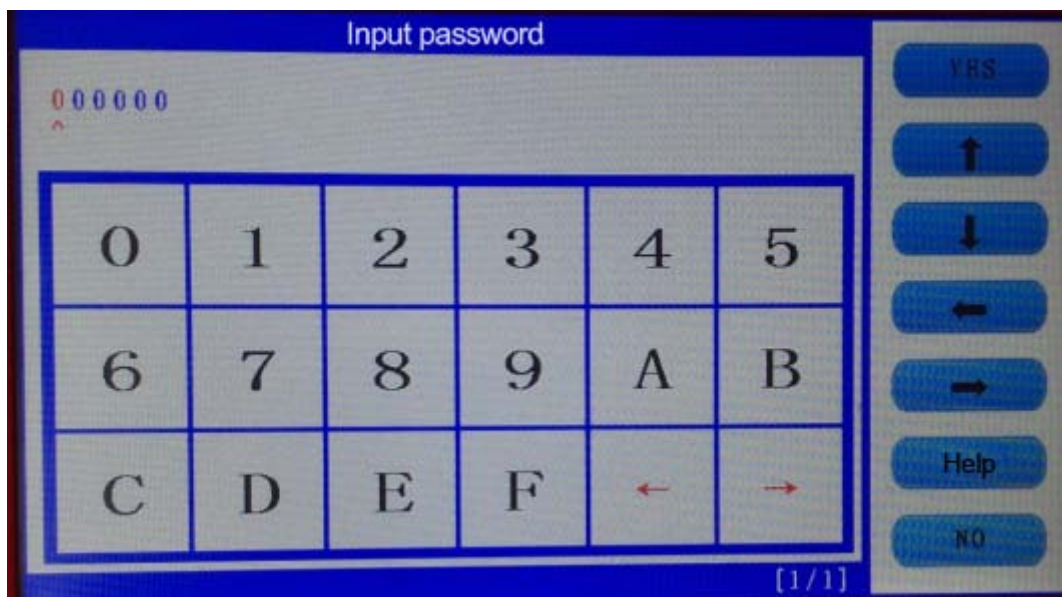 Input password
YES
000000
^
↑
↓
0 1 2 3 4 5
←
6 7 8 9 A B
→
C D E F ← →
Help
NO
[1/1]